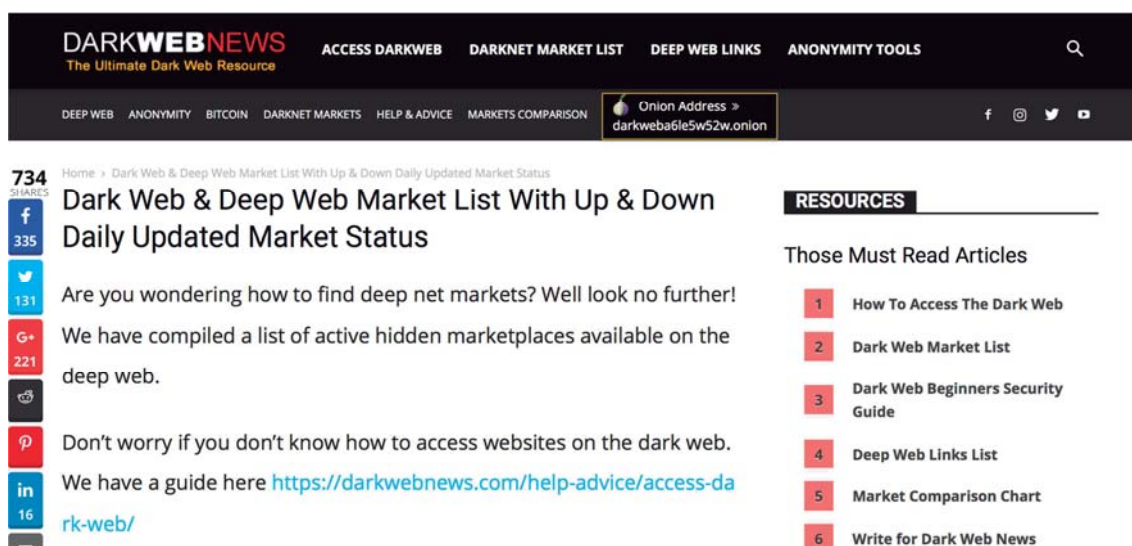 DARKWEBNEWS
The Ultimate Dark Web Resource
ACCESS DARKWEB
DARKNET MARKET LIST
DEEP WEB LINKS
ANONYMITY TOOLS
DEEP WEB
ANONYMITY
BITCOIN
DARKNET MARKETS
HELP & ADVICE
MARKETS COMPARISON
Onion Address »
darkweba6le5w52w.onion
734
SHARES
335
131
G+
221
in
16
Home › Dark Web & Deep Web Market List With Up & Down Daily Updated Market Status
Dark Web & Deep Web Market List With Up & Down
Daily Updated Market Status
Are you wondering how to find deep net markets? Well look no further!
We have compiled a list of active hidden marketplaces available on the
deep web.
Don’t worry if you don’t know how to access websites on the dark web.
We have a guide here https://darkwebnews.com/help-advice/access-da
rk-web/
RESOURCES
Those Must Read Articles
1 How To Access The Dark Web
2 Dark Web Market List
3 Dark Web Beginners Security
Guide
4 Deep Web Links List
5 Market Comparison Chart
6 Write for Dark Web News